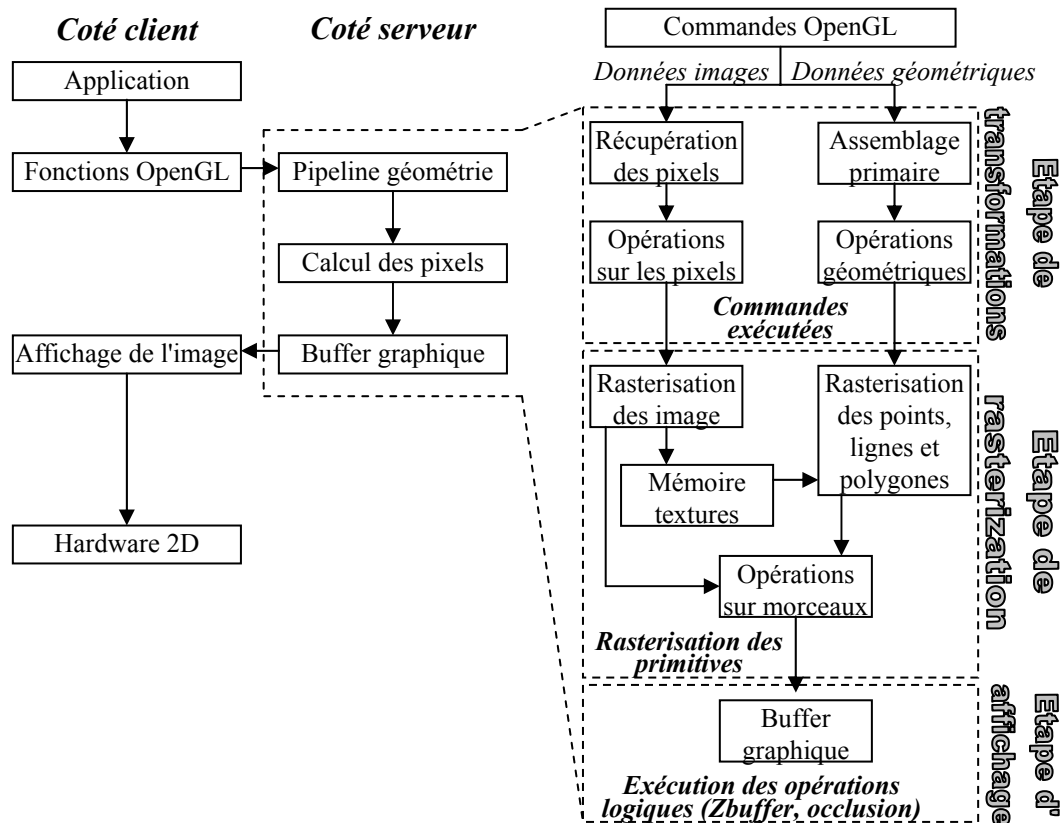 Coté client
Coté serveur
Application
Fonctions OpenGL
Pipeline géométrie
Calcul des pixels
Affichage de l'image
Buffer graphique
Hardware 2D
Commandes OpenGL
Données images
Données géométriques
Récupération
des pixels
Assemblage
primaire
Opérations
sur les pixels
Opérations
géométriques
Commandes
exécutées
Etape de
transformations
Rasterisation
des image
Rasterisation
des points,
lignes et
polygones
Mémoire
textures
Opérations
sur morceaux
Rasterisation des
primitives
Etape de
rasterization
Buffer
graphique
Exécution des opérations
logiques (Zbuffer, occlusion)
Etape d'
affichage